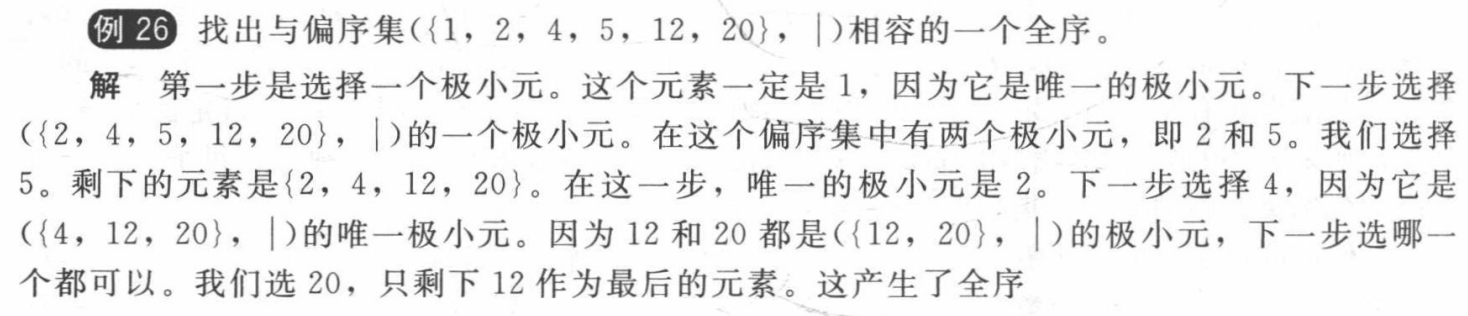 例 26 找出与偏序集({1，2，4，5，12，20}，|)相容的一个全序。
解 第一步是选择一个极小元。这个元素一定是 1，因为它是唯一的极小元。下一步选择
({2，4，5，12，20}，|)的一个极小元。在这个偏序集中有两个极小元，即 2 和 5。我们选择
5。剩下的元素是{2，4，12，20}。在这一步，唯一的极小元是 2。下一步选择 4，因为它是
({4，12，20}，|)的唯一极小元。因为 12 和 20 都是({12，20}，|)的极小元，下一步选哪一
个都可以。我们选 20，只剩下 12 作为最后的元素。这产生了全序